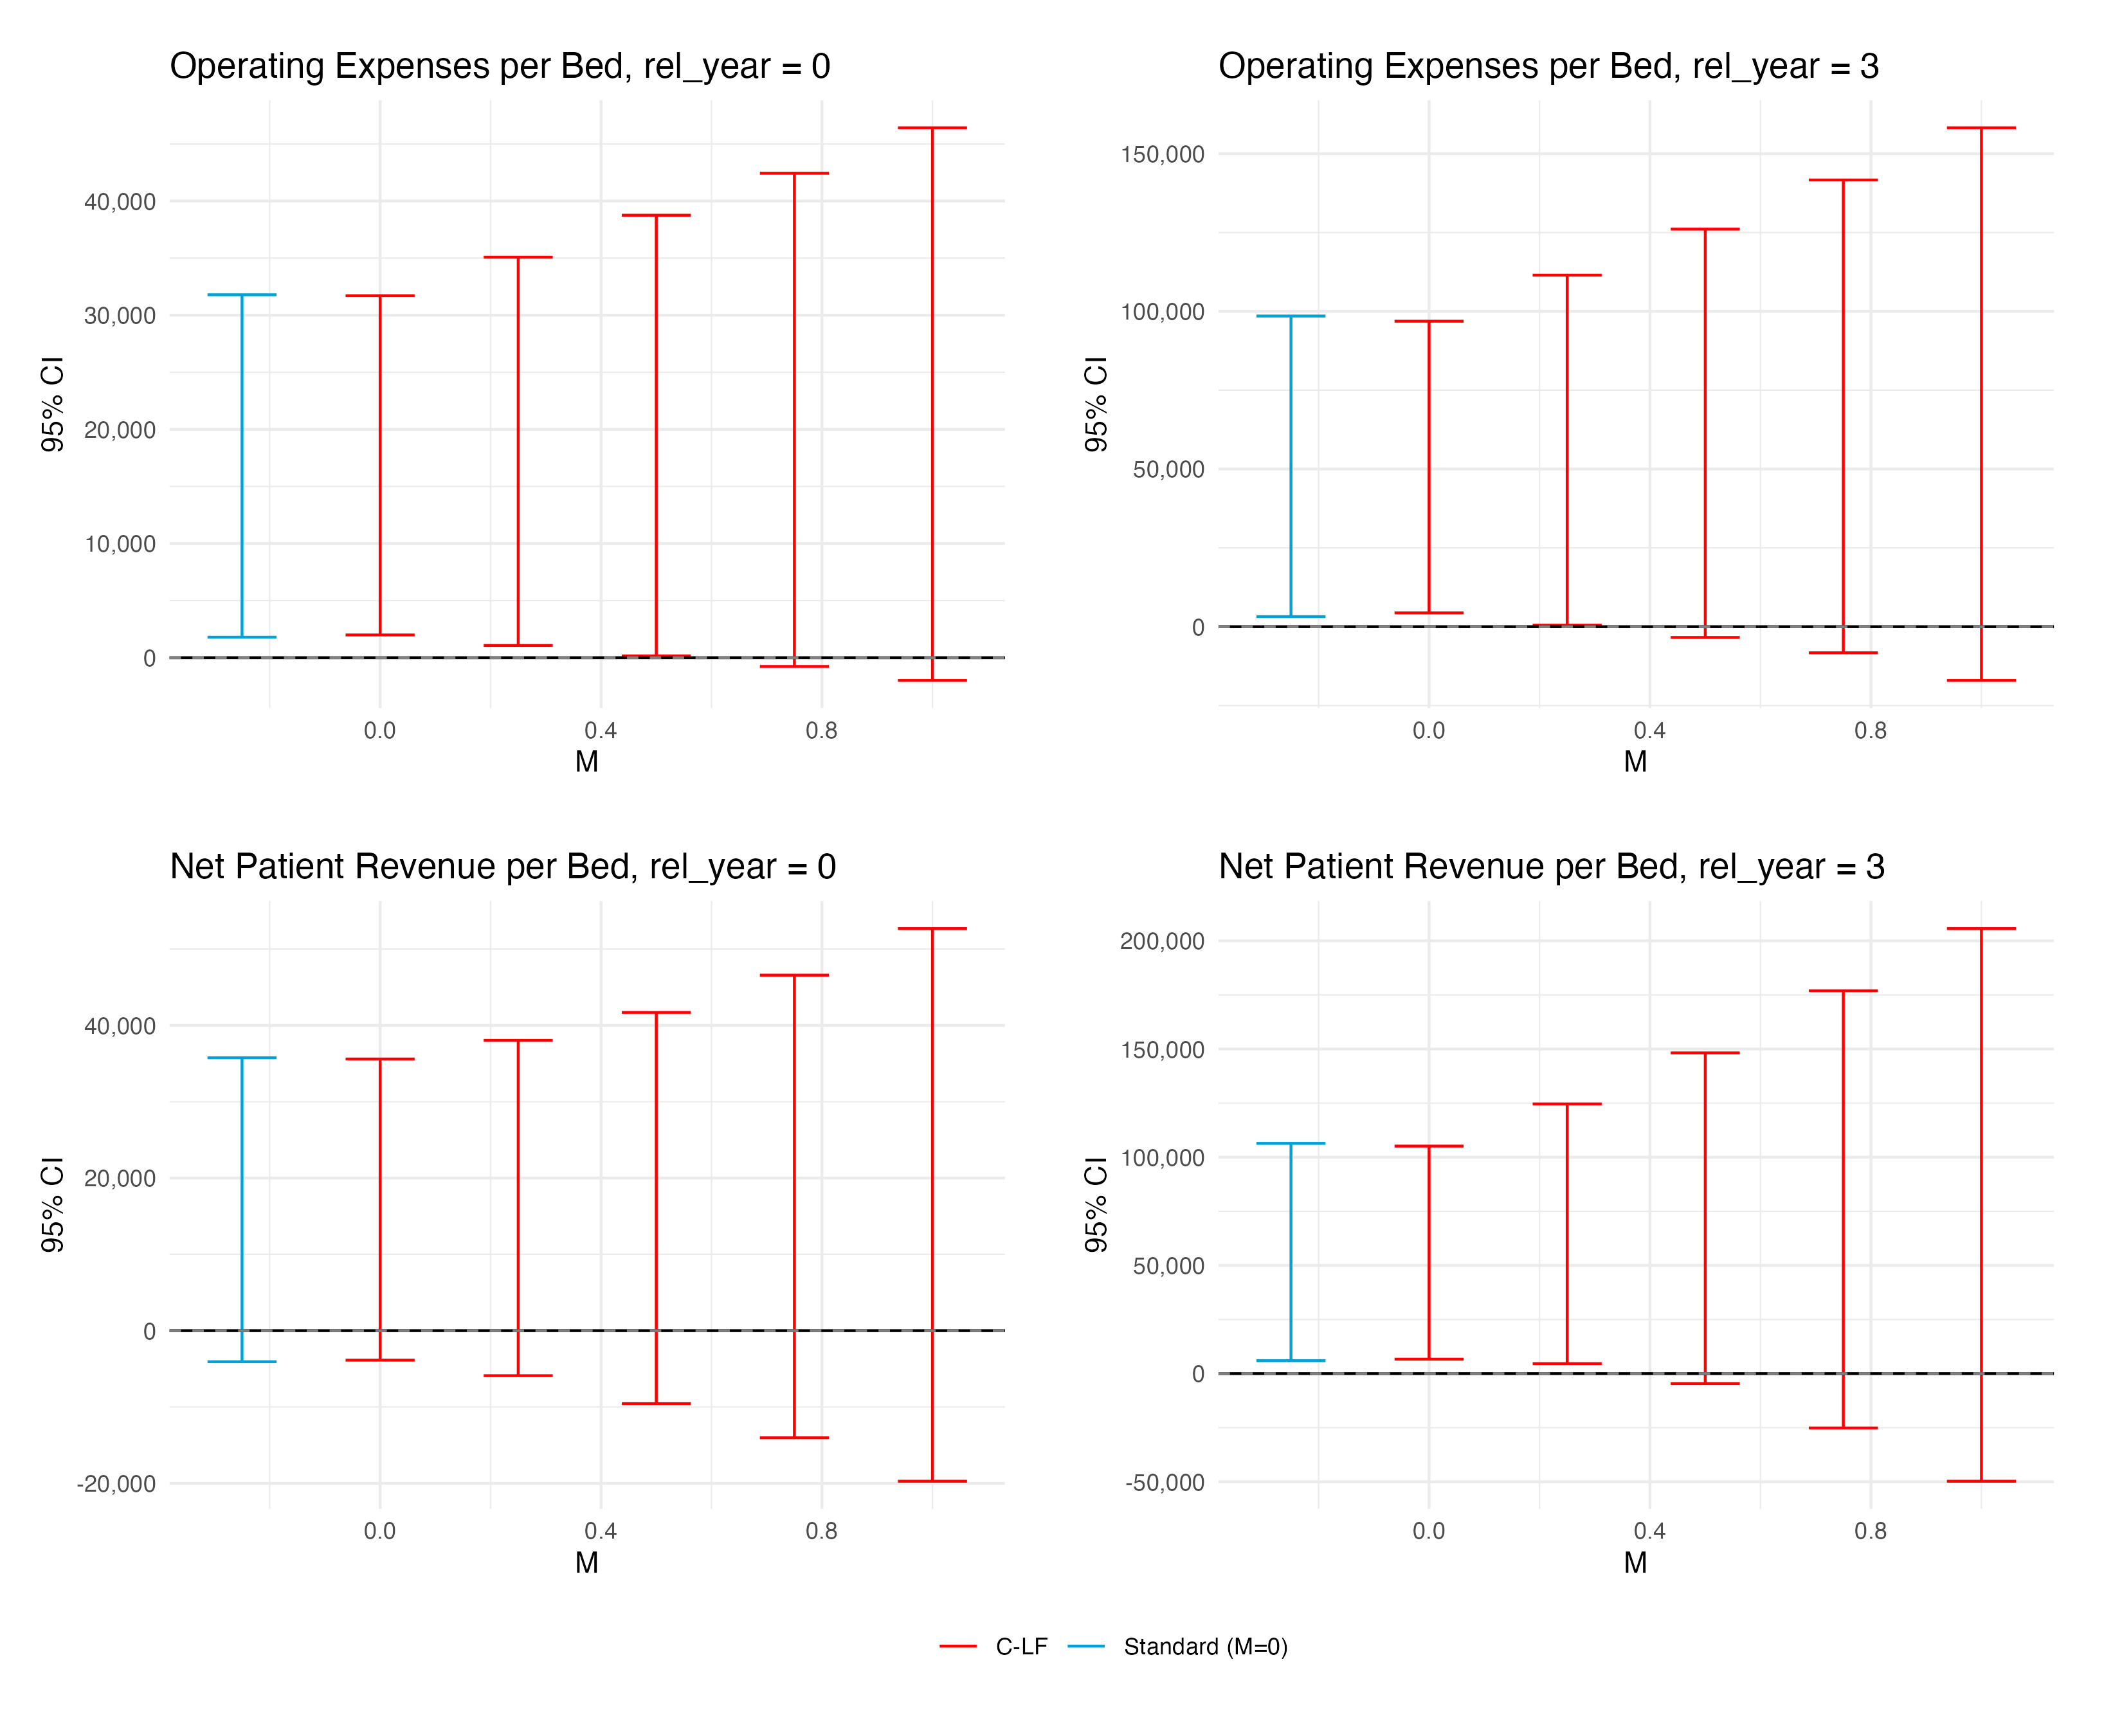 Operating Expenses per Bed, rel_year = 0
95% CI
40,000
30,000
20,000
10,000
0
0.0 0.4 0.8
M
Operating Expenses per Bed, rel_year = 3
95% CI
150,000
100,000
50,000
0
0.0 0.4 0.8
M
Net Patient Revenue per Bed, rel_year = 0
95% CI
40,000
20,000
0
-20,000
0.0 0.4 0.8
M
Net Patient Revenue per Bed, rel_year = 3
95% CI
200,000
150,000
100,000
50,000
0
-50,000
0.0 0.4 0.8
M
C-LF Standard (M=0)